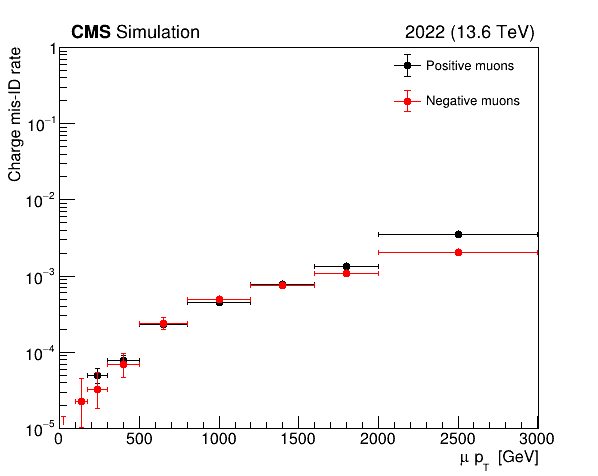 CMS Simulation 2022 (13.6 TeV)
Charge mis-ID rate
1
10⁻¹
10⁻²
10⁻³
10⁻⁴
10⁻⁵
Positive muons
Negative muons
0 500 1000 1500 2000 2500 3000
μ p_T [GeV]